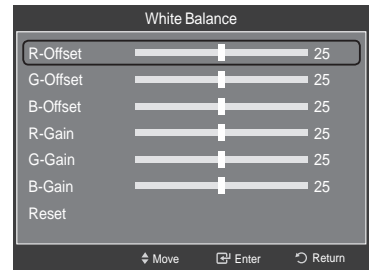 White Balance
R-Offset 25
G-Offset 25
B-Offset 25
R-Gain 25
G-Gain 25
B-Gain 25
Reset
Move Enter Return